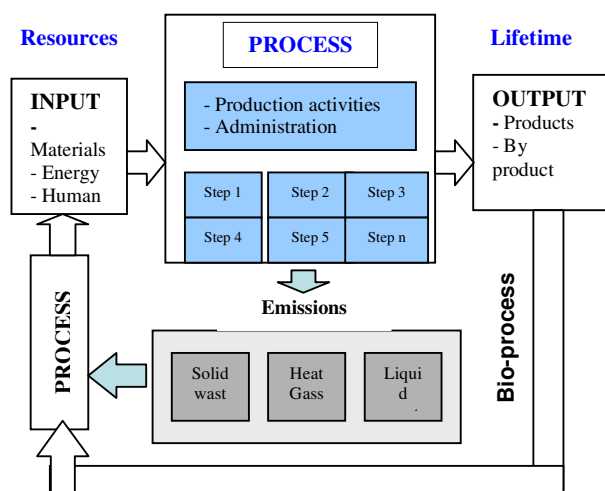 Resources
PROCESS
Lifetime
INPUT
-
Materials
- Energy
- Human
- Production activities
- Administration
OUTPUT
- Products
- By
product
Step 1
Step 2
Step 3
Step 4
Step 5
Step n
Emissions
PROCESS
Solid
wast
Heat
Gass
Liqui
d
Bio-process